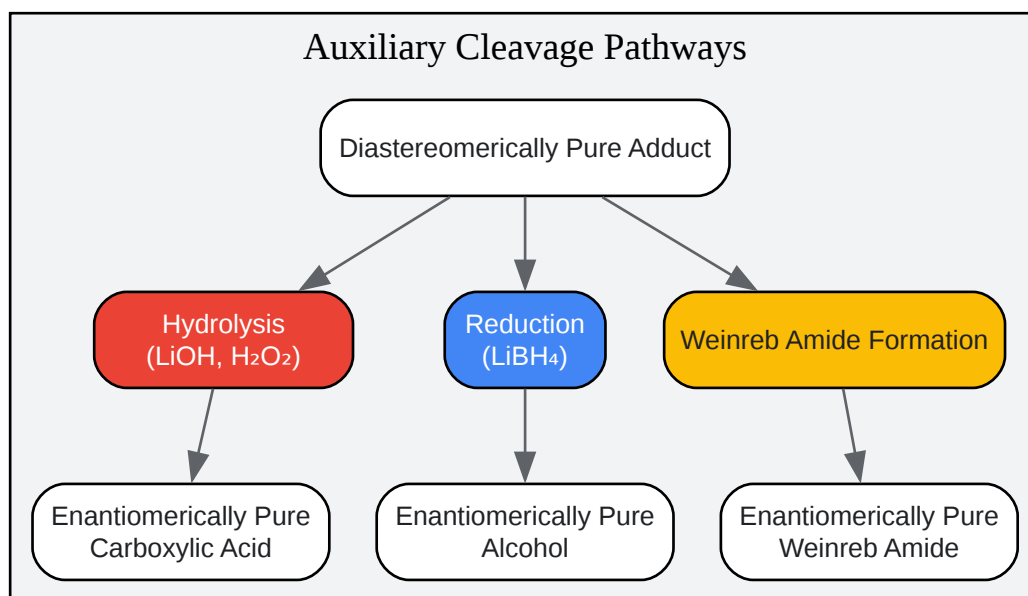 Auxiliary Cleavage Pathways
Diastereomerically Pure Adduct
Hydrolysis
(LiOH, H₂O₂)
Reduction
(LiBH₄)
Weinreb Amide Formation
Enantiomerically Pure
Carboxylic Acid
Enantiomerically Pure
Alcohol
Enantiomerically Pure
Weinreb Amide